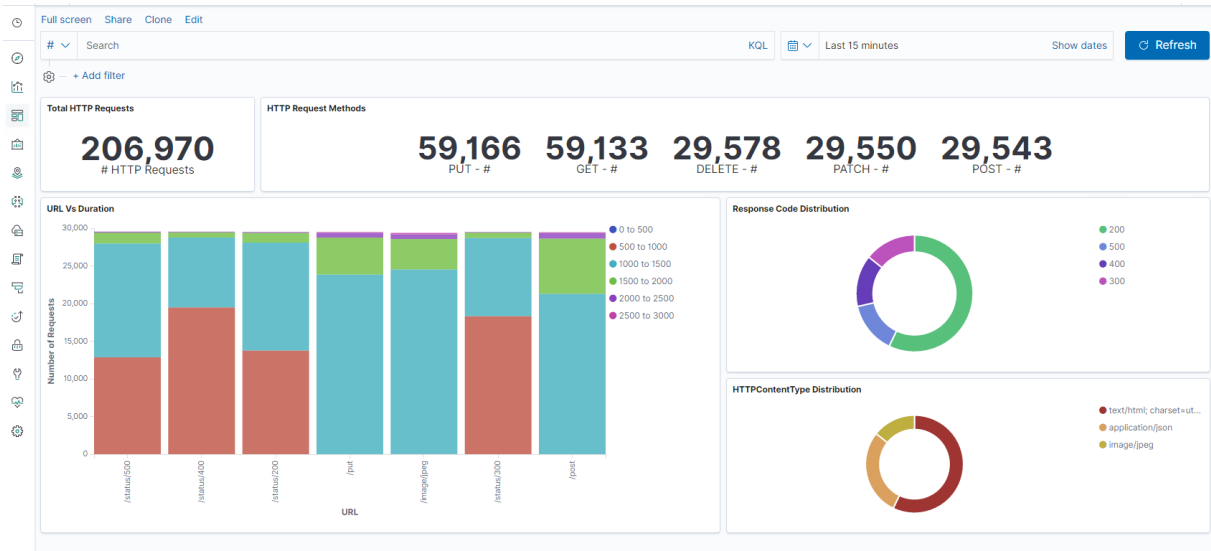 Full screen Share Clone Edit
# Search KQL Last 15 minutes Show dates Refresh
+ Add filter
Total HTTP Requests
206,970
# HTTP Requests
HTTP Request Methods
59,166 59,133 29,578 29,550 29,543
PUT - # GET - # DELETE - # PATCH - # POST - #
URL Vs Duration
30,000
25,000
20,000
15,000
10,000
5,000
0
Number of Requests
/status/500
/status/400
/status/200
/put
/image/jpeg
/status/300
/post
URL
0 to 500
500 to 1000
1000 to 1500
1500 to 2000
2000 to 2500
2500 to 3000
Response Code Distribution
200
500
400
300
HTTPContentType Distribution
text/html; charset=ut...
application/json
image/jpeg